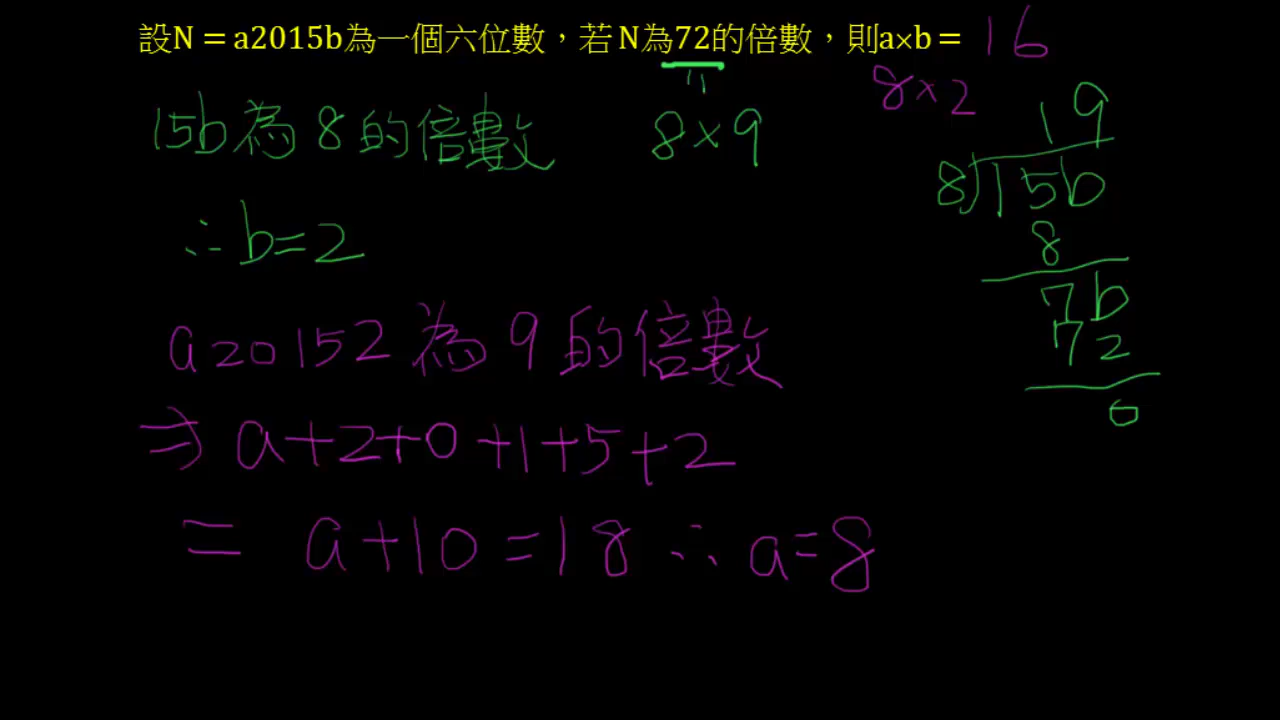 設N＝a2015b為一個六位數，若N為72的倍數，則a×b＝16
8×2
15b為8的倍數
8×9
∴b=2
19
8)15b
8
7b
72
0
a20152為9的倍數
⇒a+2+0+1+5+2
= a+10=18 ∴a=8